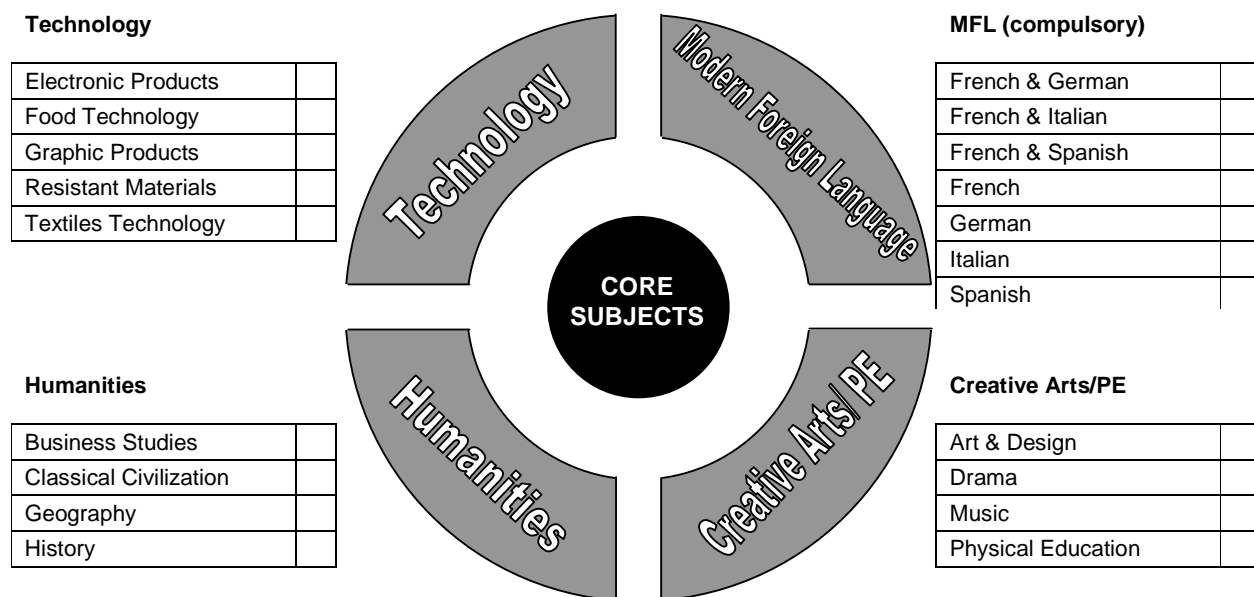 Technology
Electronic Products
Food Technology
Graphic Products
Resistant Materials
Textiles Technology
Technology
Modern Foreign Language
MFL (compulsory)
French & German
French & Italian
French & Spanish
French
German
Italian
Spanish
CORE
SUBJECTS
Humanities
Business Studies
Classical Civilization
Geography
History
Humanities
Creative Arts/ PE
Creative Arts/PE
Art & Design
Drama
Music
Physical Education